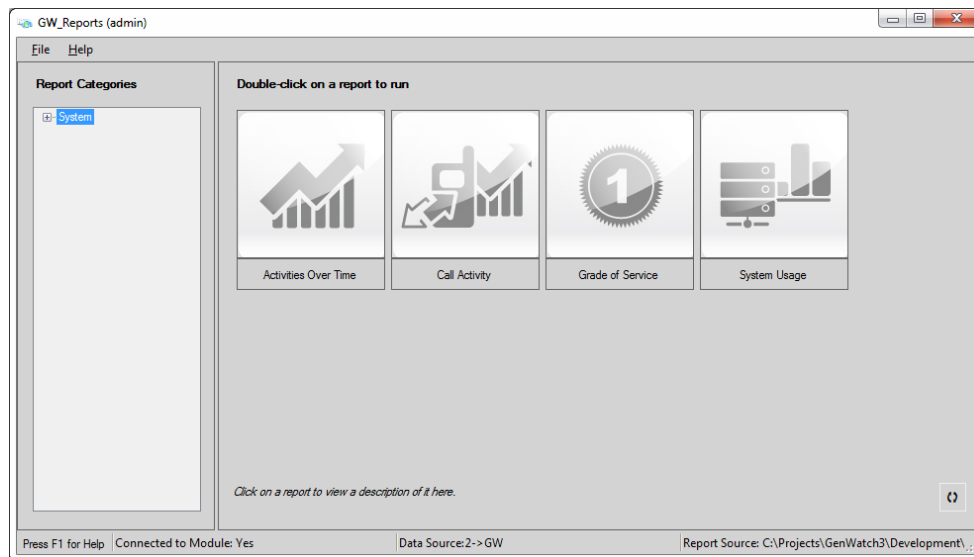 GW_Reports (admin)
File Help
Report Categories
Double-click on a report to run
System
1
Activities Over Time
Call Activity
Grade of Service
System Usage
Click on a report to view a description of it here.
Press F1 for Help
Connected to Module: Yes
Data Source:2->GW
Report Source: C:\Projects\GenWatch3\Development\